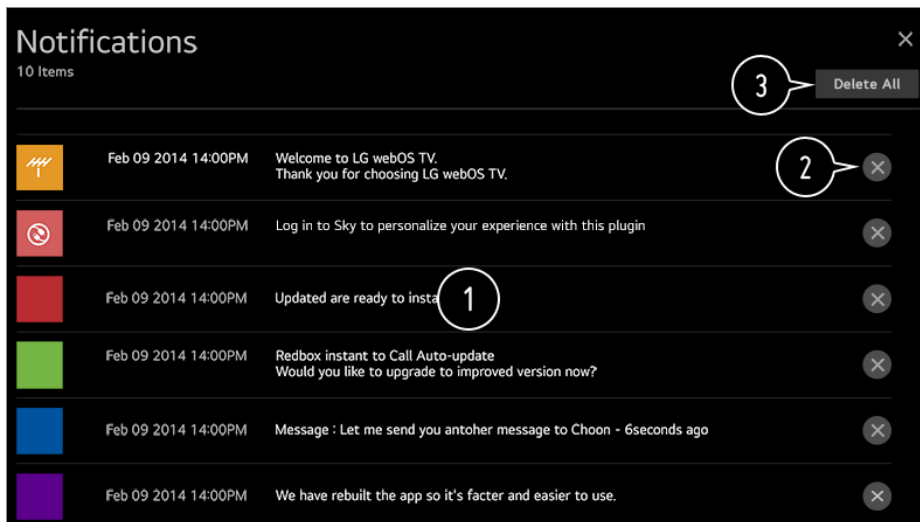 Notifications
10 Items
3
Delete All
Feb 09 2014 14:00PM
Welcome to LG webOS TV.
Thank you for choosing LG webOS TV.
2
Feb 09 2014 14:00PM
Log in to Sky to personalize your experience with this plugin
Feb 09 2014 14:00PM
Updated are ready to insta
1
Feb 09 2014 14:00PM
Redbox instant to Call Auto-update
Would you like to upgrade to improved version now?
Feb 09 2014 14:00PM
Message : Let me send you antoher message to Choon - 6seconds ago
Feb 09 2014 14:00PM
We have rebuilt the app so it's facter and easier to use.